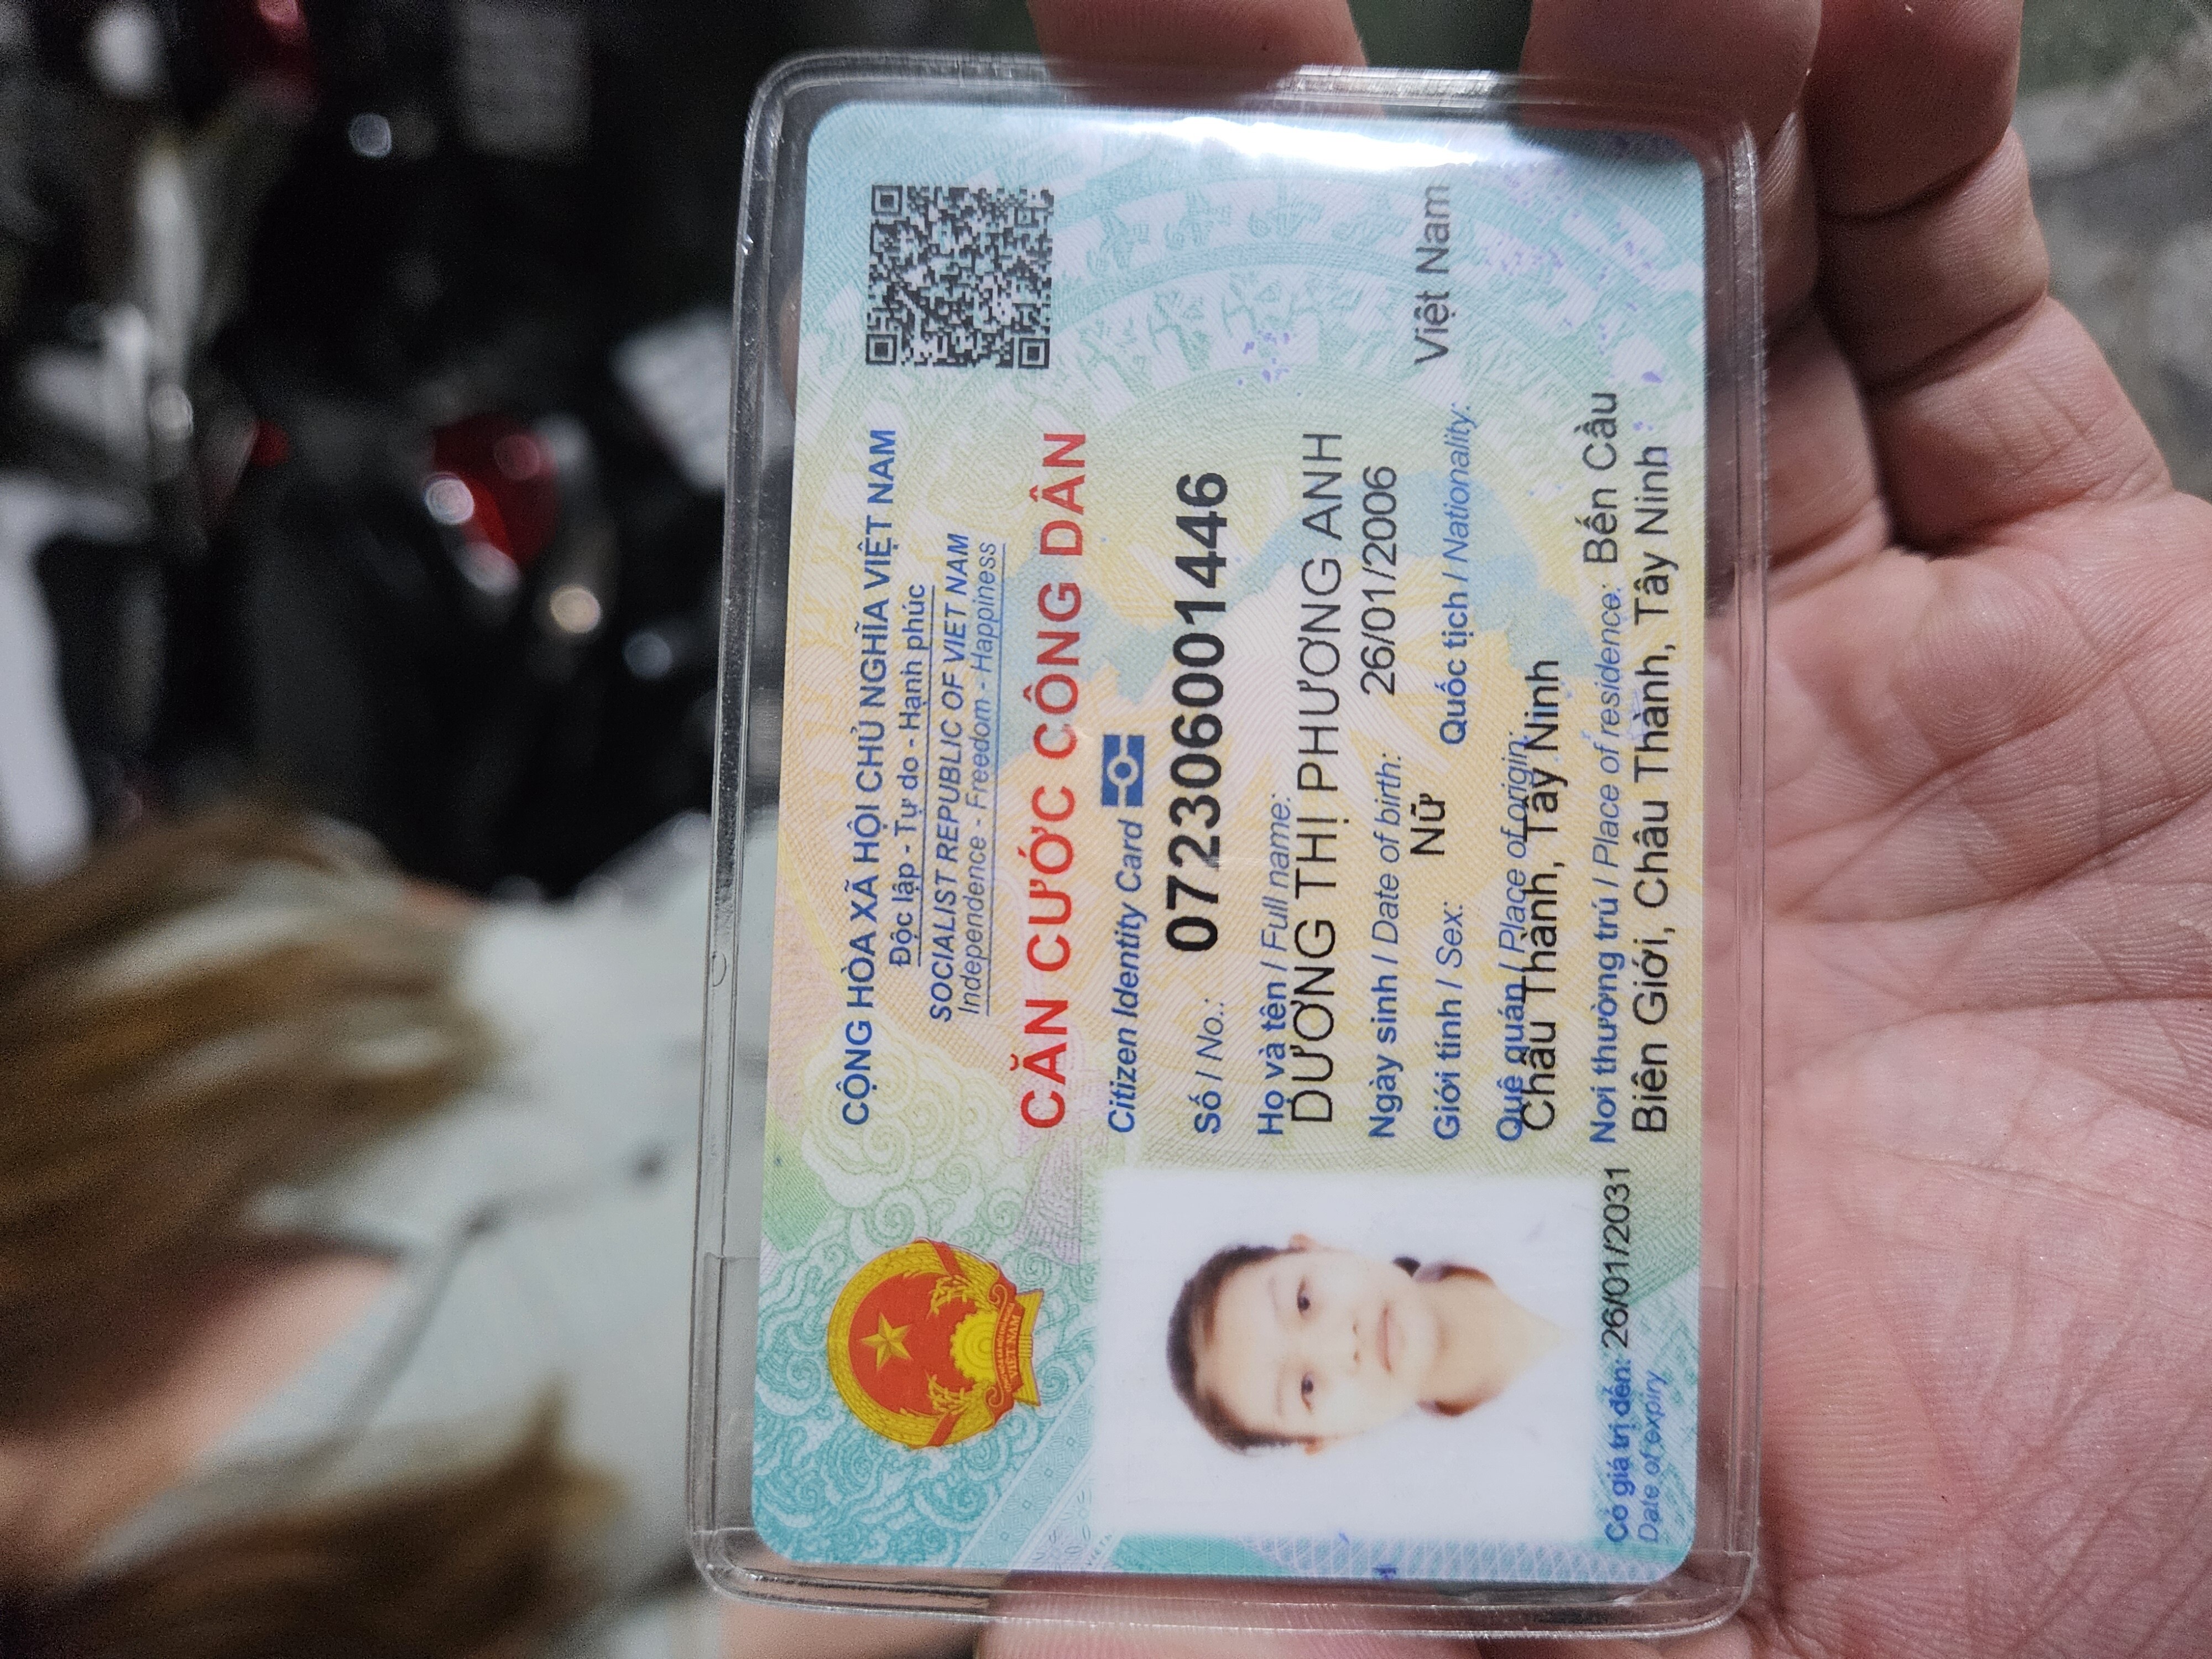 CỘNG HÒA XÃ HỘI CHỦ NGHĨA VIỆT NAM
Độc lập - Tự do - Hạnh phúc
SOCIALIST REPUBLIC OF VIET NAM
Independence - Freedom - Happiness
CĂN CƯỚC CÔNG DÂN
Citizen Identity Card
Số / No.: 072306001446
Họ và tên / Full name:
DƯƠNG THỊ PHƯƠNG ANH
Ngày sinh / Date of birth: 26/01/2006
Giới tính / Sex: Nữ Quốc tịch / Nationality: Việt Nam
Quê quán / Place of origin:
Châu Thành, Tây Ninh
Nơi thường trú / Place of residence: Bến Cầu
Biên Giới, Châu Thành, Tây Ninh
Có giá trị đến: 26/01/2031
Date of expiry